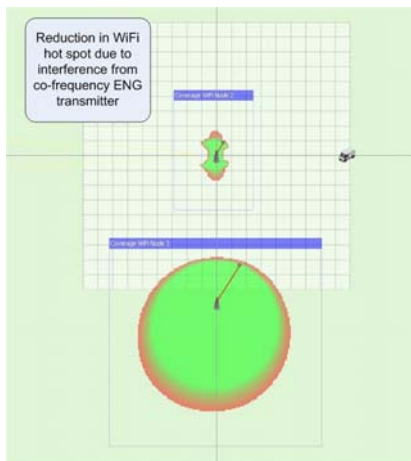 Reduction in WiFi
hot spot due to
interference from
co-frequency ENG
transmitter
Coverage WiFi Node 2
Coverage WiFi Node 3